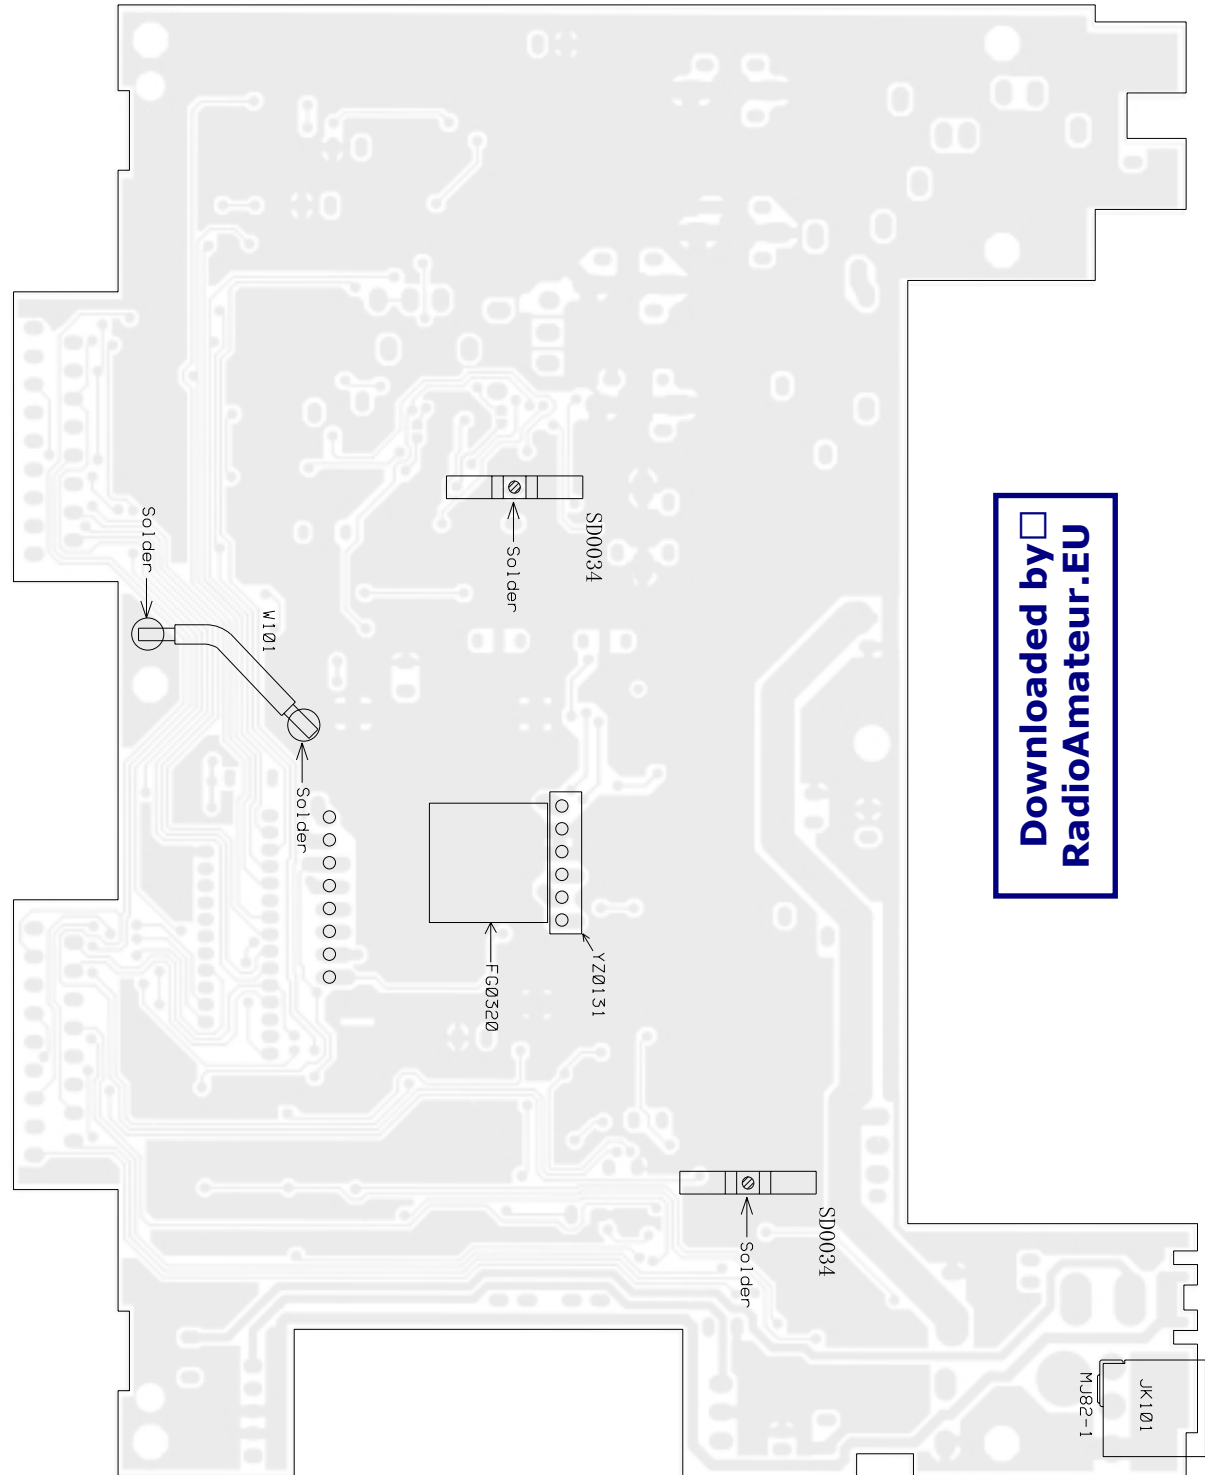 SD0034
Solder
Solder
W101
Solder
Downloaded by
RadioAmateur.EU
YZ0131
FG0320
SD0034
Solder
JK101
MJ82-1